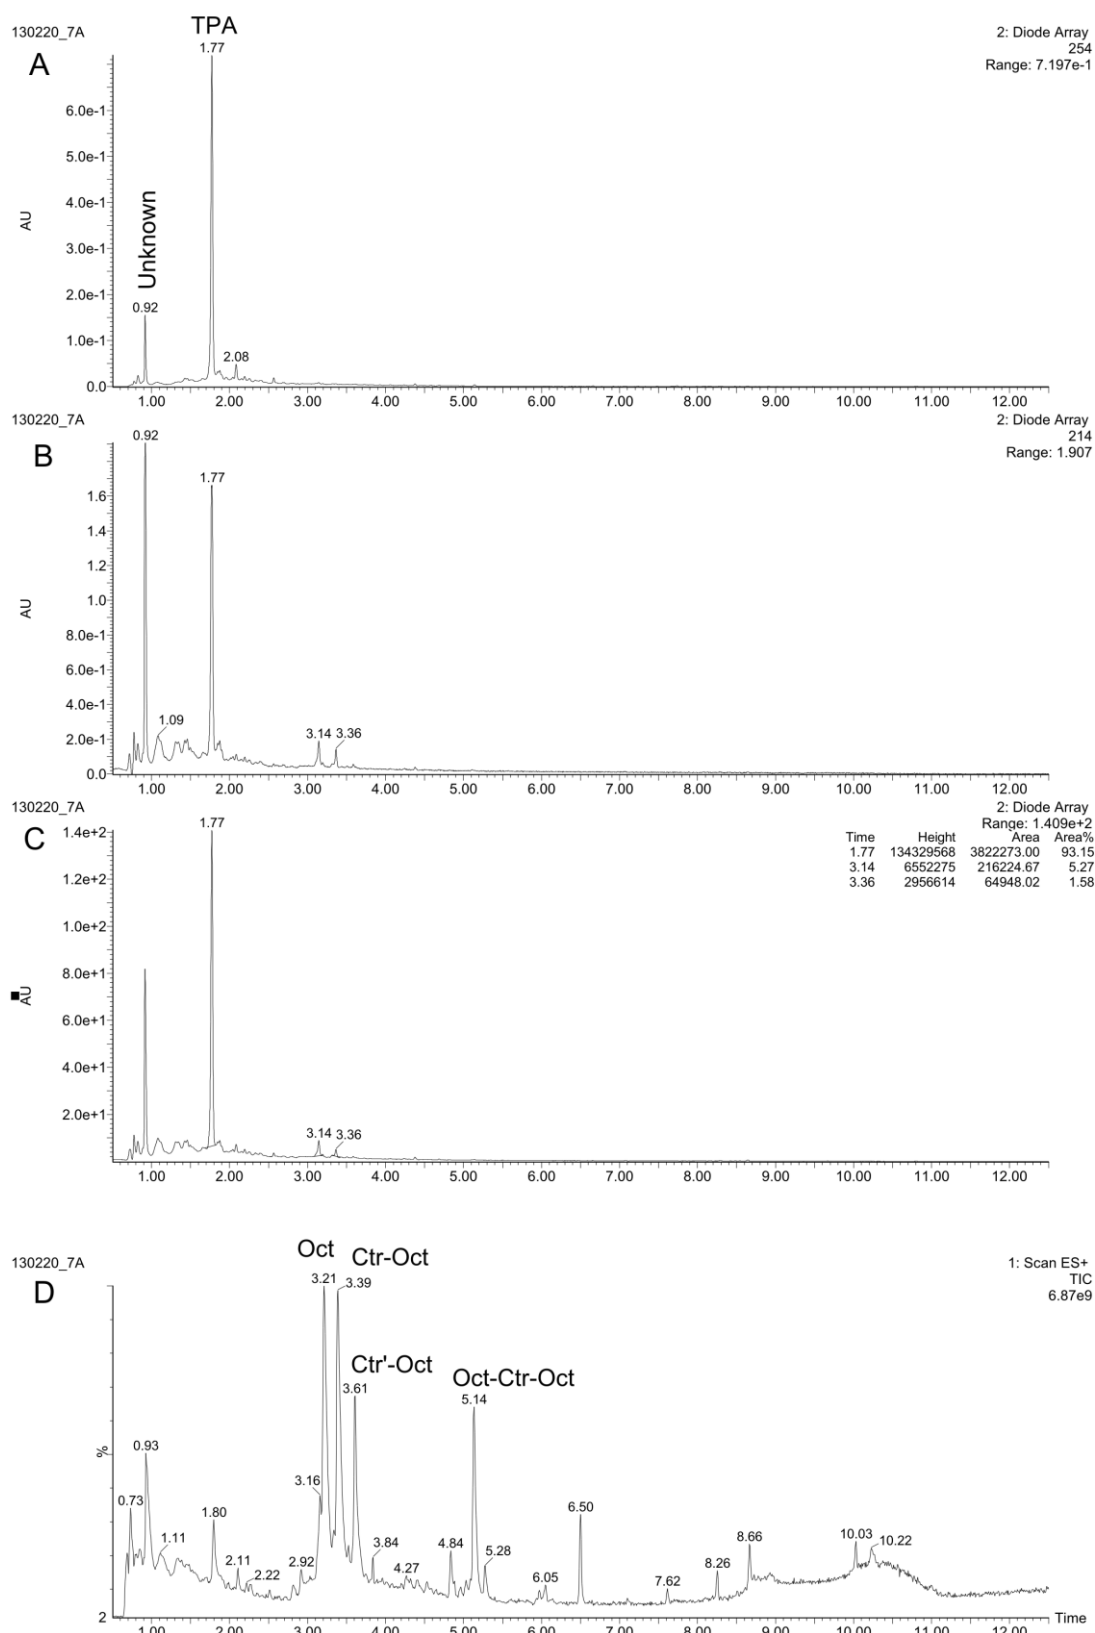 130220_7A
TPA
2: Diode Array
254
Range: 7.197e-1
A
1.77
6.0e-1
5.0e-1
4.0e-1
3.0e-1
2.0e-1
1.0e-1
0.0
AU
Unknown
0.92
2.08
1.00 2.00 3.00 4.00 5.00 6.00 7.00 8.00 9.00 10.00 11.00 12.00
130220_7A
2: Diode Array
214
Range: 1.907
B
0.92
1.77
1.6
1.4
1.2
1.0
8.0e-1
6.0e-1
4.0e-1
2.0e-1
0.0
AU
1.09
3.14 3.36
1.00 2.00 3.00 4.00 5.00 6.00 7.00 8.00 9.00 10.00 11.00 12.00
130220_7A
2: Diode Array
Range: 1.409e+2
C
1.77
Time Height Area Area%
1.77 134329568 3822273.00 93.15
3.14 6552275 216224.67 5.27
3.36 2956614 64948.02 1.58
1.4e+2
1.2e+2
1.0e+2
8.0e+1
6.0e+1
4.0e+1
2.0e+1
AU
3.14 3.36
1.00 2.00 3.00 4.00 5.00 6.00 7.00 8.00 9.00 10.00 11.00 12.00
130220_7A
Oct
Ctr-Oct
1: Scan ES+
TIC
6.87e9
D
3.21
3.39
Ctr'-Oct
3.61
Oct-Ctr-Oct
5.14
%
0.73
0.93
1.11
1.80
2.11
2.22
2.92
3.16
3.84
4.27
4.84
5.28
6.05
6.50
7.62
8.26
8.66
10.03
10.22
2
Time
1.00 2.00 3.00 4.00 5.00 6.00 7.00 8.00 9.00 10.00 11.00 12.00